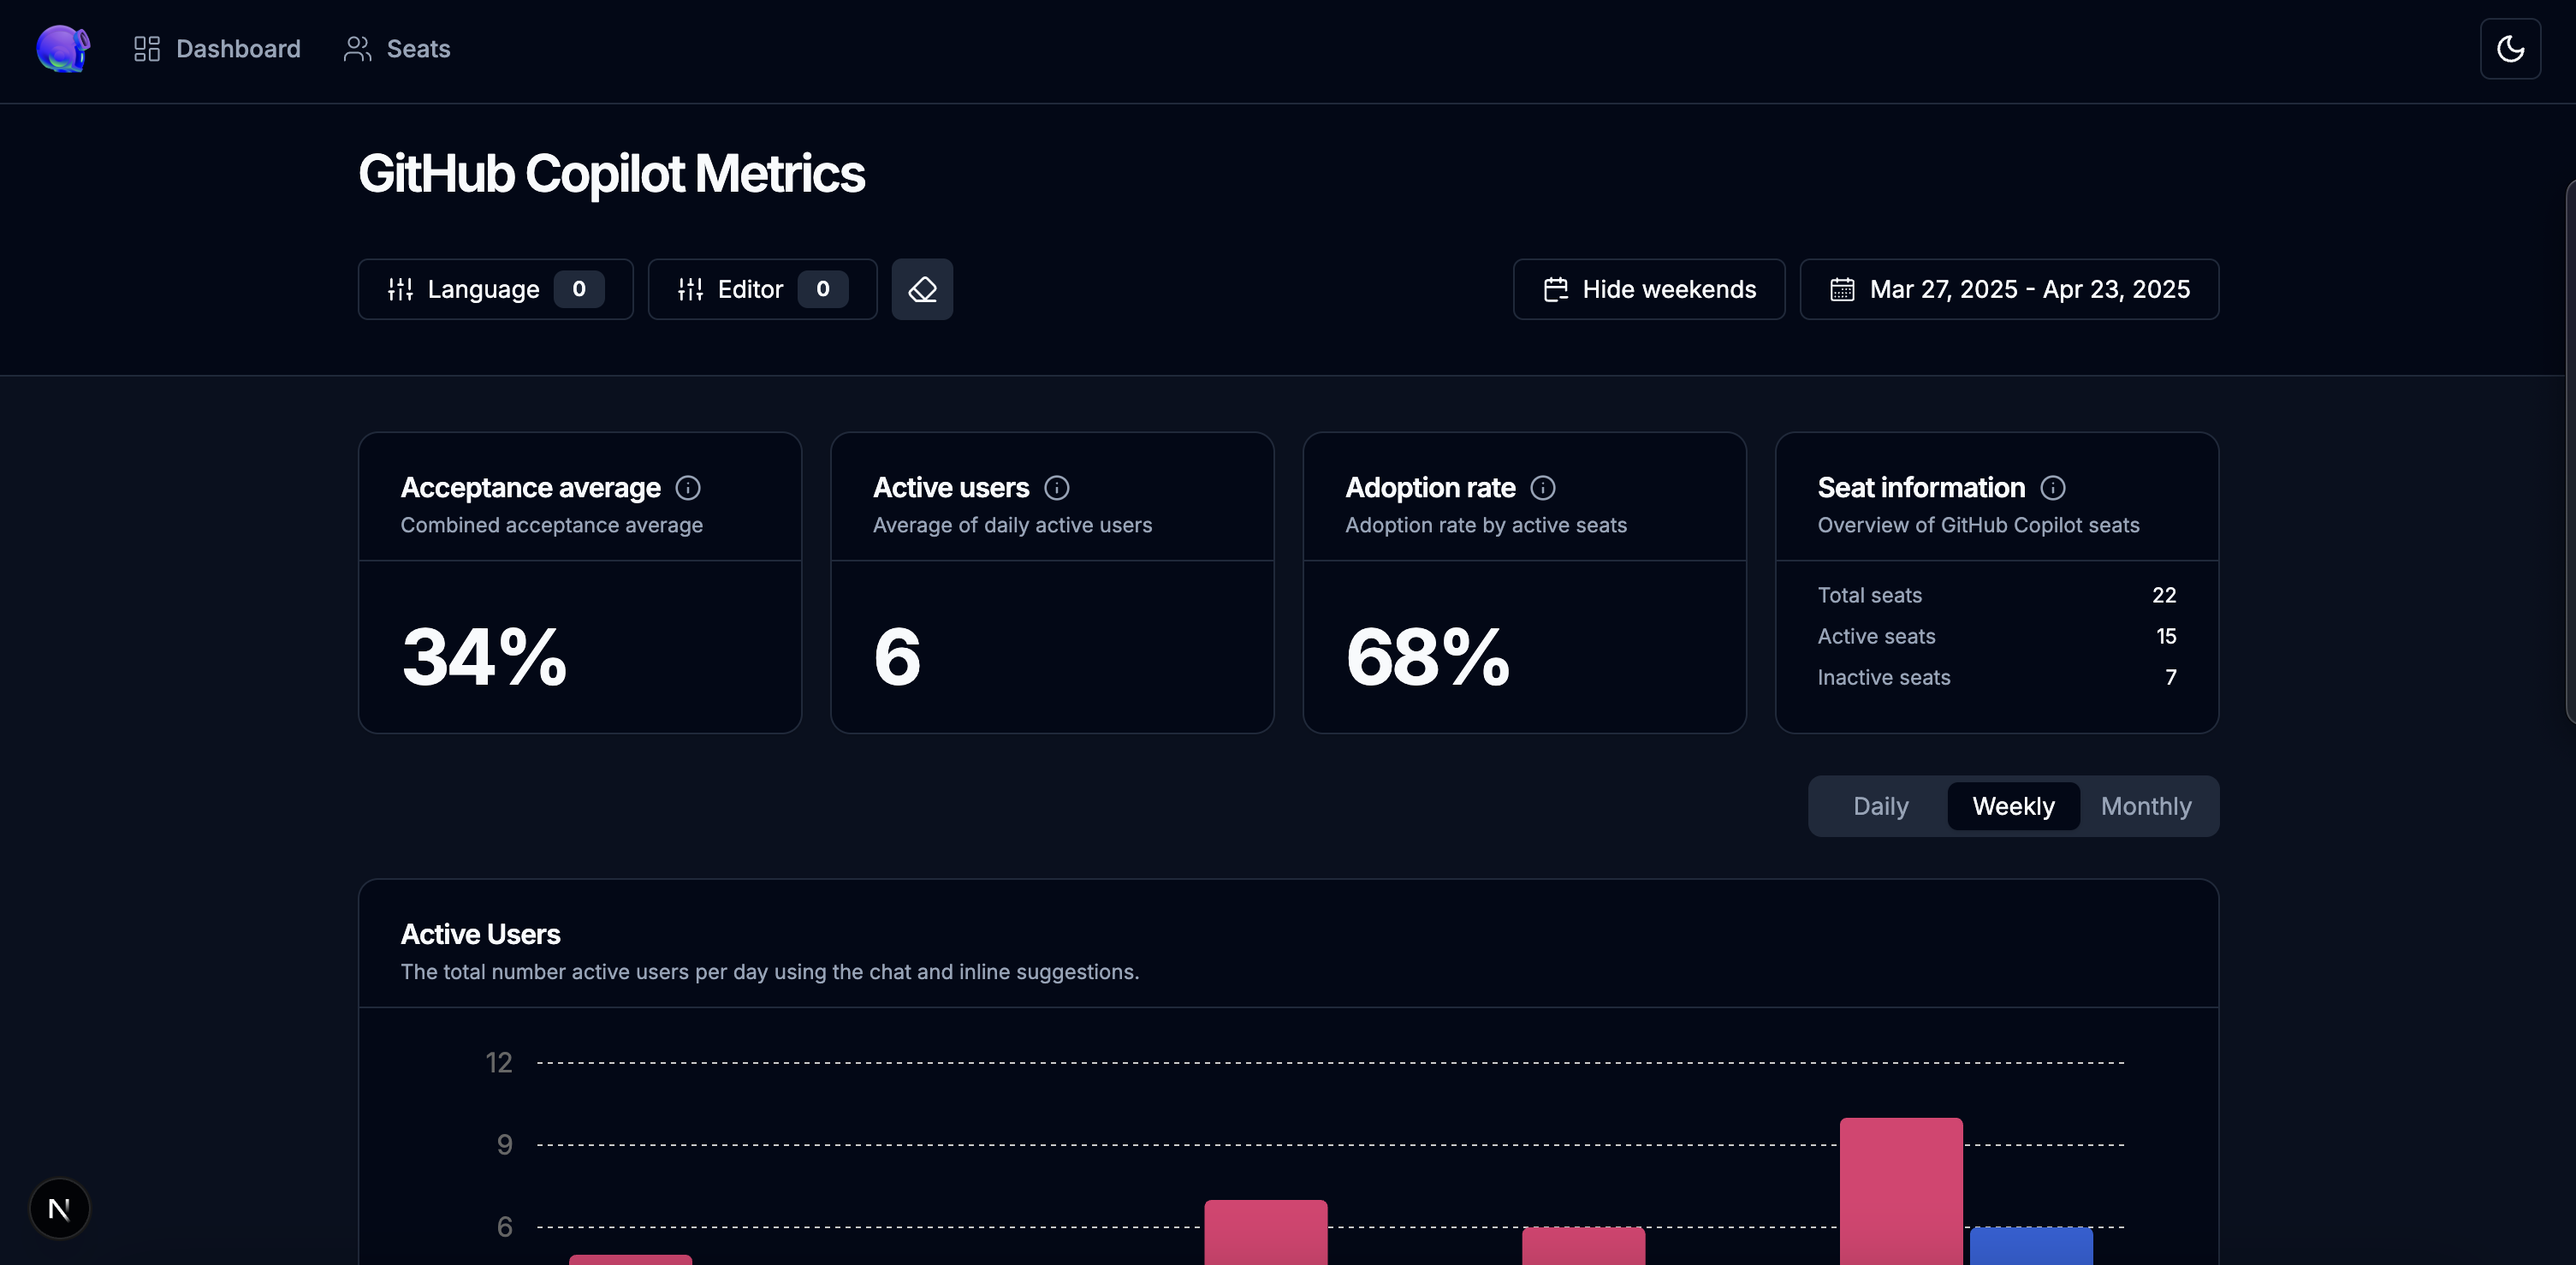 Dashboard
Seats
GitHub Copilot Metrics
Language 0
Editor 0
Hide weekends
Mar 27, 2025 - Apr 23, 2025
Acceptance average
Combined acceptance average
34%
Active users
Average of daily active users
6
Adoption rate
Adoption rate by active seats
68%
Seat information
Overview of GitHub Copilot seats
Total seats 22
Active seats 15
Inactive seats 7
Daily
Weekly
Monthly
Active Users
The total number active users per day using the chat and inline suggestions.
12
9
6
N